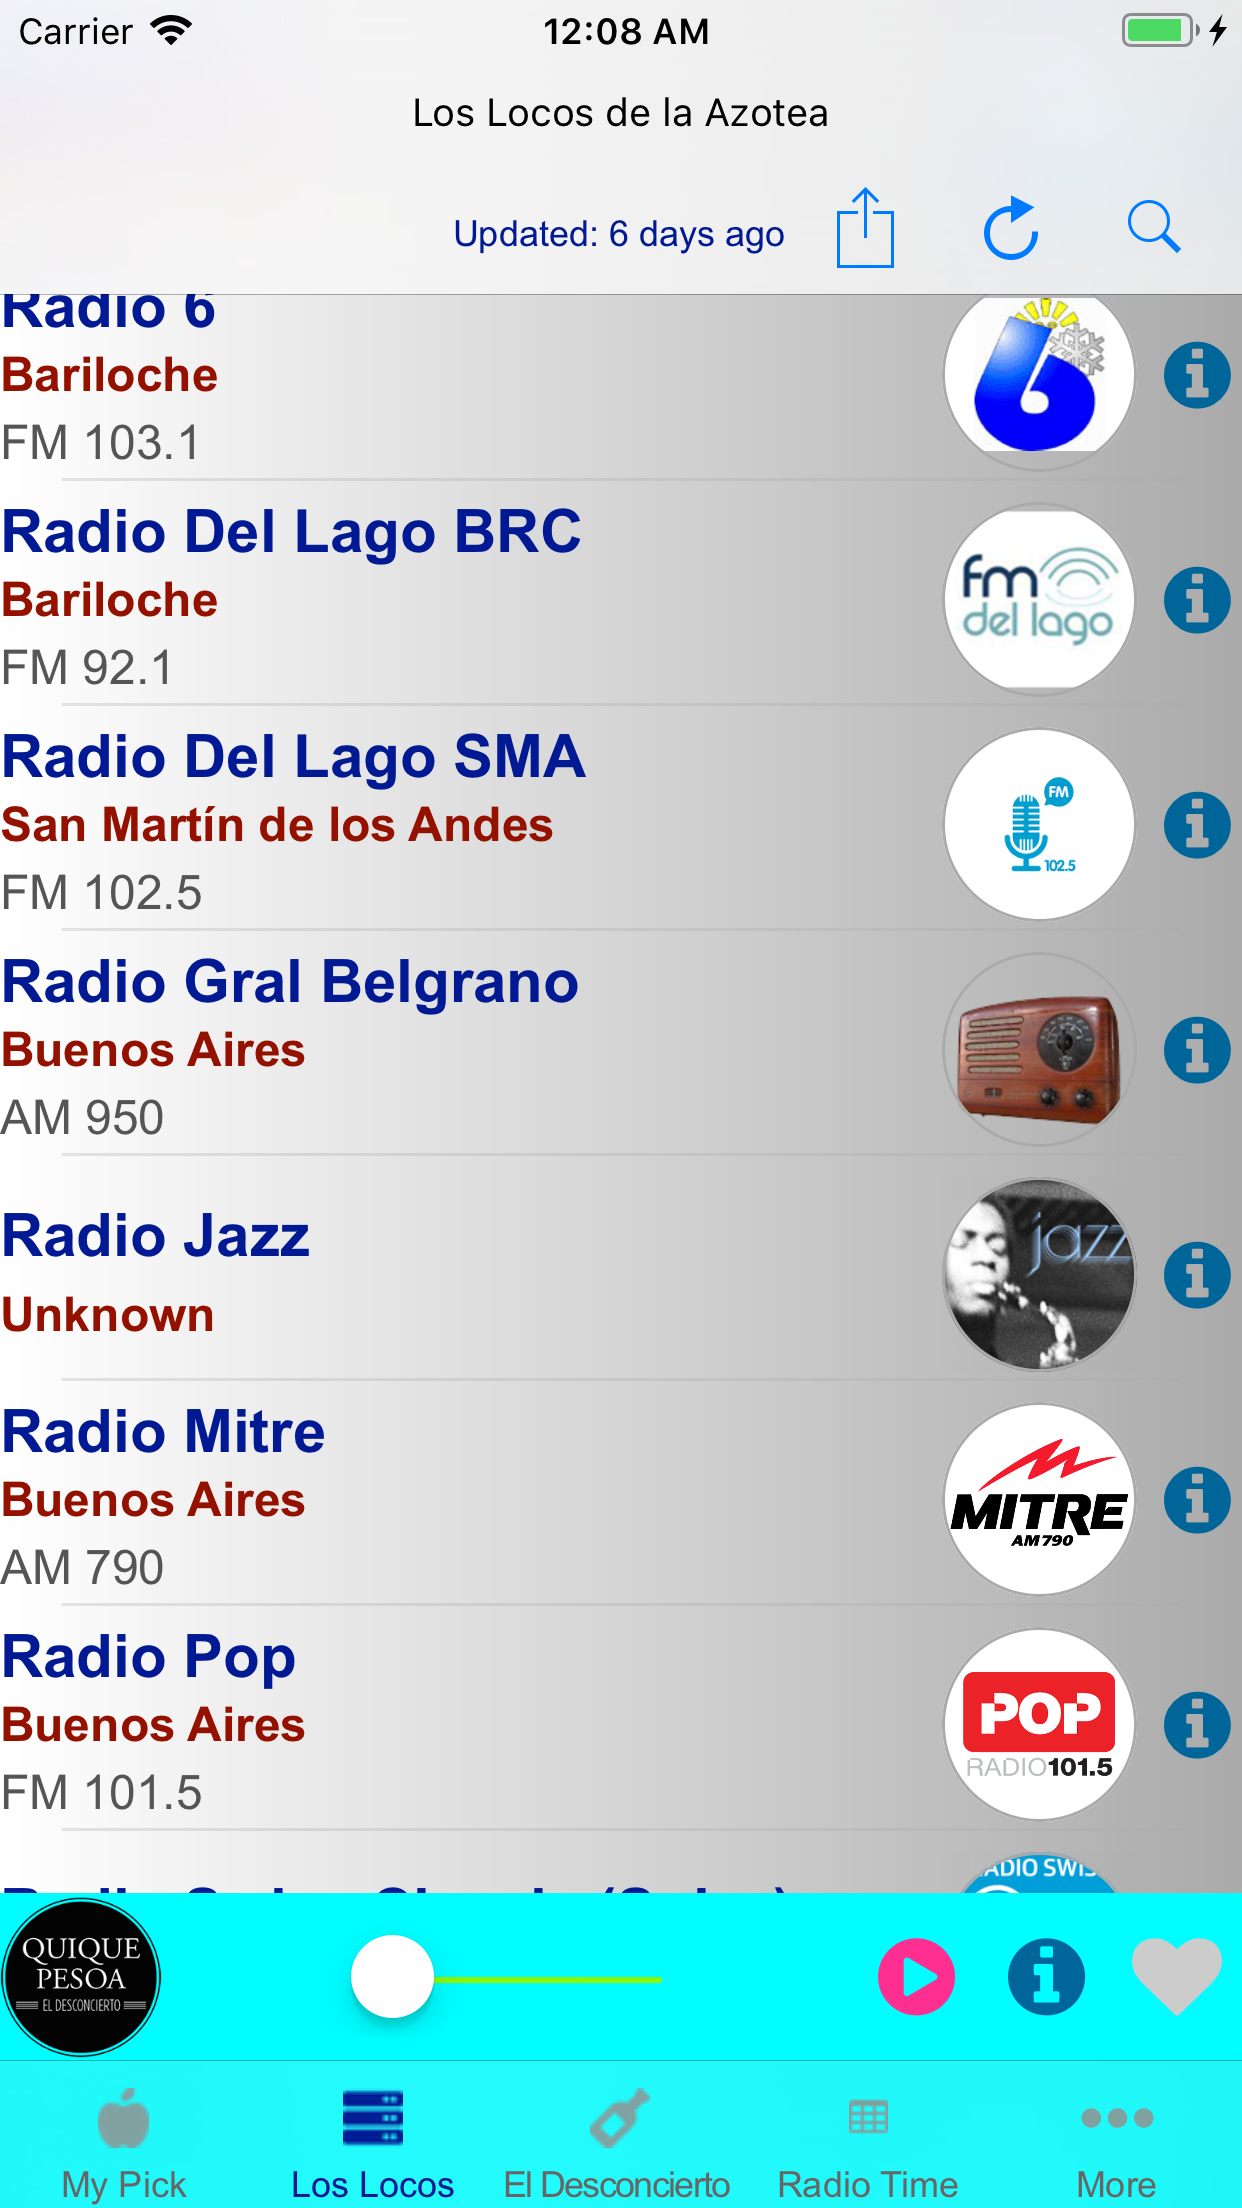 Carrier 12:08 AM
Los Locos de la Azotea
Updated: 6 days ago
Radio 6
Bariloche
FM 103.1
Radio Del Lago BRC
Bariloche
FM 92.1
fm
del lago
Radio Del Lago SMA
San Martín de los Andes
FM 102.5
FM
102.5
Radio Gral Belgrano
Buenos Aires
AM 950
Radio Jazz
Unknown
jazz
Radio Mitre
Buenos Aires
AM 790
MITRE
AM 790
Radio Pop
Buenos Aires
FM 101.5
POP
RADIO101.5
QUIQUE
PESOA
EL DESCONCIERTO
My Pick Los Locos El Desconcierto Radio Time More